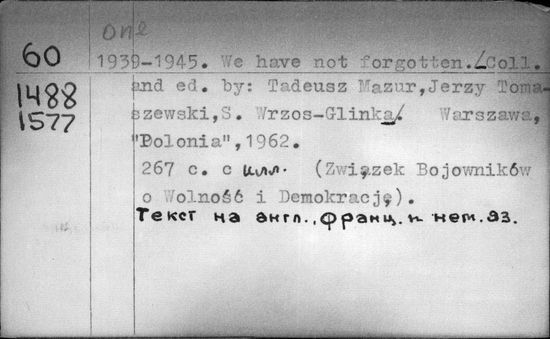 One
60
1939-1945. We have not forgotten./Coll.
1488
and ed. by: Tadeusz Mazur,Jerzy Toma-
1577
szewski,S. Wrzos-Glinka/. Warszawa,
"Polonia",1962.
267 с. с илл. (Związek Bojowników
o Wolność i Demokrację).
Текст на англ., франц. и нем. яз.